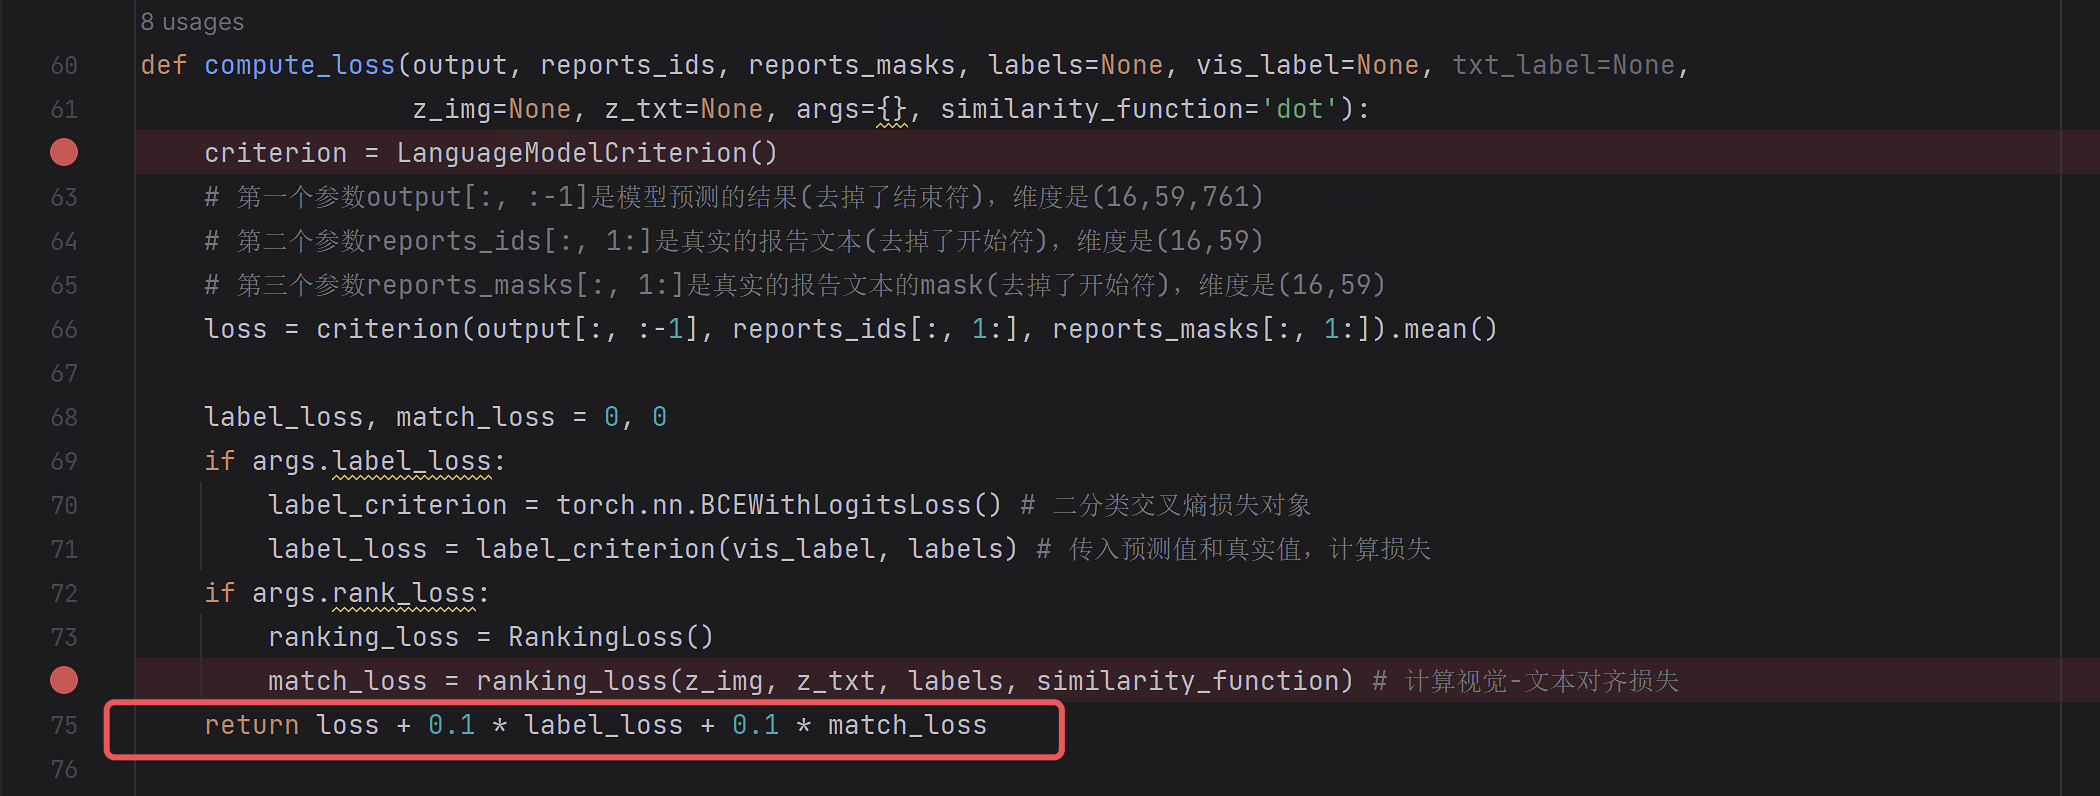 8 usages
60 def compute_loss(output, reports_ids, reports_masks, labels=None, vis_label=None, txt_label=None,
61 z_img=None, z_txt=None, args={}, similarity_function='dot'):
criterion = LanguageModelCriterion()
63 # 第一个参数output[:, :-1]是模型预测的结果(去掉了结束符)，维度是(16,59,761)
64 # 第二个参数reports_ids[:, 1:]是真实的报告文本(去掉了开始符)，维度是(16,59)
65 # 第三个参数reports_masks[:, 1:]是真实的报告文本的mask(去掉了开始符)，维度是(16,59)
66 loss = criterion(output[:, :-1], reports_ids[:, 1:], reports_masks[:, 1:]).mean()
67
68 label_loss, match_loss = 0, 0
69 if args.label_loss:
70 label_criterion = torch.nn.BCEWithLogitsLoss() # 二分类交叉熵损失对象
71 label_loss = label_criterion(vis_label, labels) # 传入预测值和真实值，计算损失
72 if args.rank_loss:
73 ranking_loss = RankingLoss()
match_loss = ranking_loss(z_img, z_txt, labels, similarity_function) # 计算视觉-文本对齐损失
75 return loss + 0.1 * label_loss + 0.1 * match_loss
76